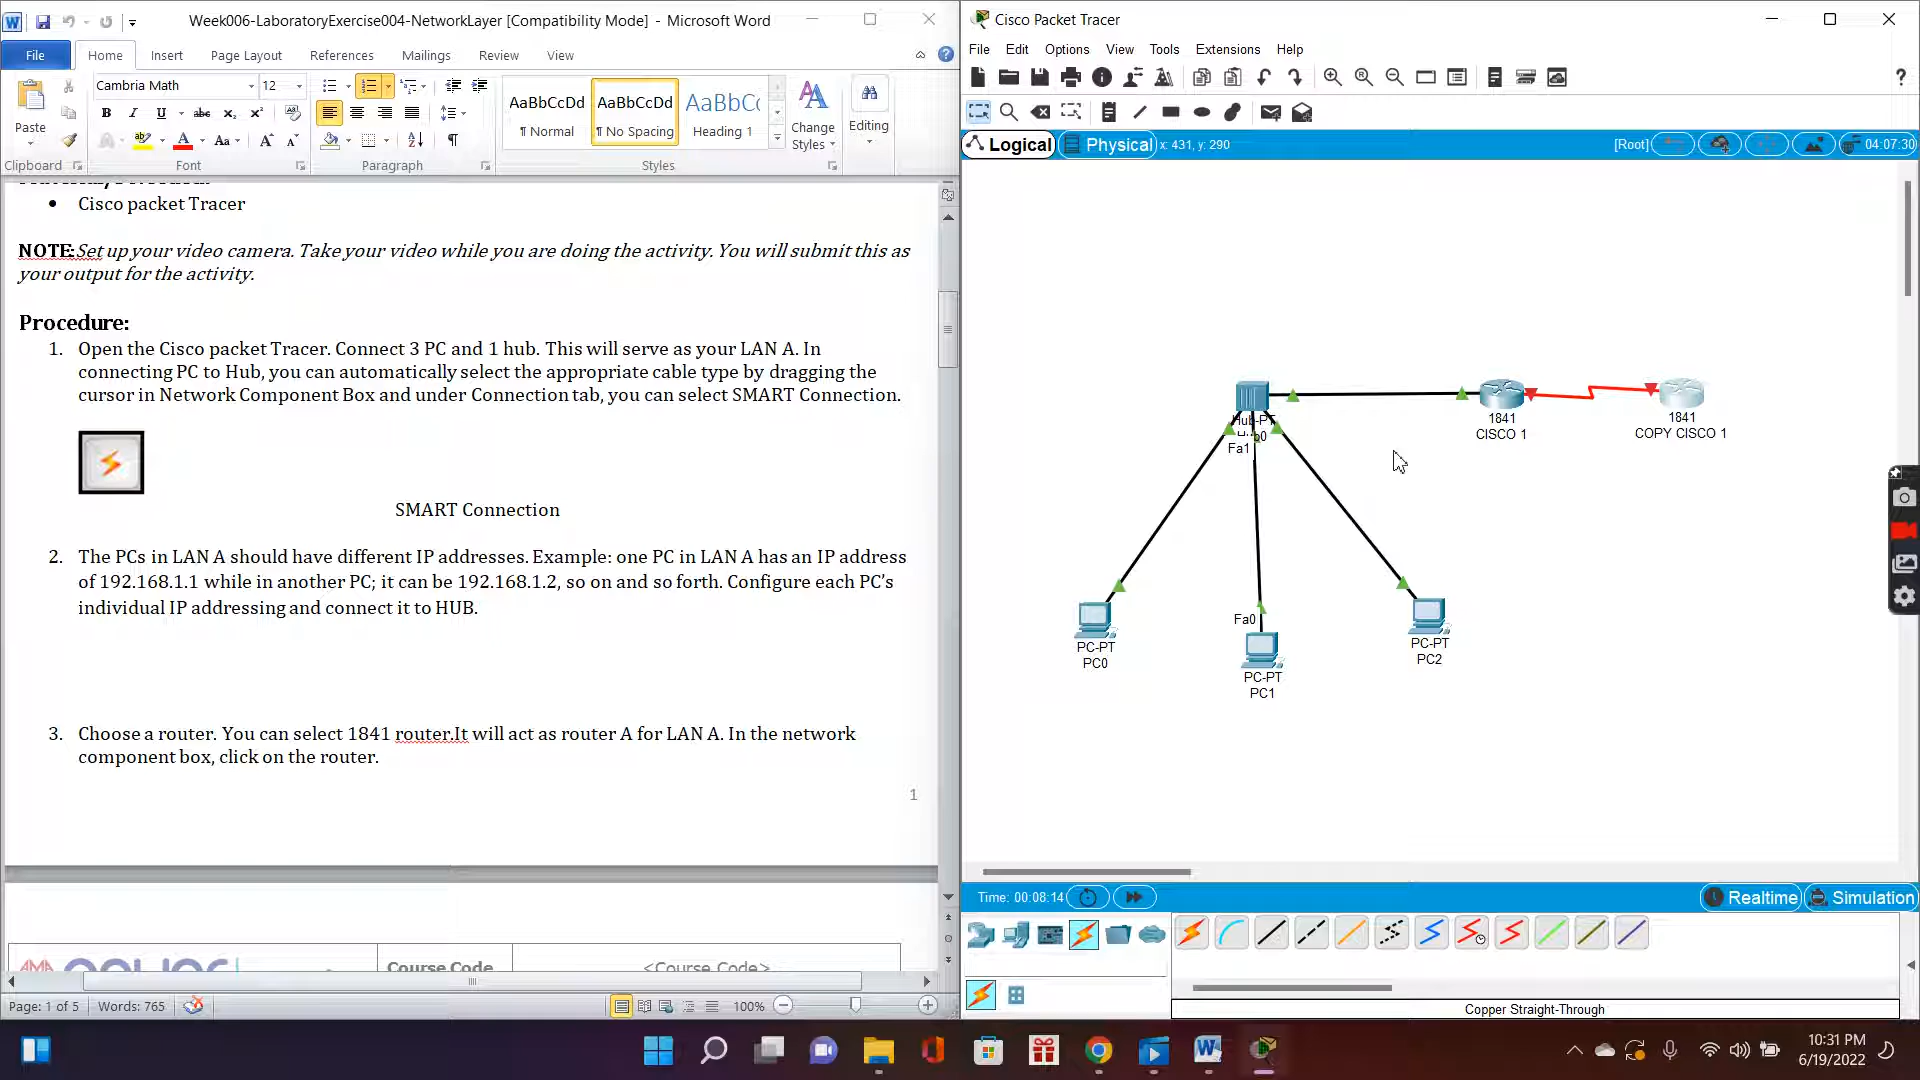 Week006-LaboratoryExercise004-NetworkLayer [Compatibility Mode] - Microsoft Word
File Home Insert Page Layout References Mailings Review View
Cambria Math 12
Paste
B I U abc x₂ x²
Aa A A
AaBbCcDd AaBbCcDd AaBbCc
¶ Normal ¶ No Spacing Heading 1
Change Styles
Editing
Clipboard Font Paragraph Styles
• Cisco packet Tracer
NOTE:Set up your video camera. Take your video while you are doing the activity. You will submit this as
your output for the activity.
Procedure:
1. Open the Cisco packet Tracer. Connect 3 PC and 1 hub. This will serve as your LAN A. In
connecting PC to Hub, you can automatically select the appropriate cable type by dragging the
cursor in Network Component Box and under Connection tab, you can select SMART Connection.
SMART Connection
2. The PCs in LAN A should have different IP addresses. Example: one PC in LAN A has an IP address
of 192.168.1.1 while in another PC; it can be 192.168.1.2, so on and so forth. Configure each PC's
individual IP addressing and connect it to HUB.
3. Choose a router. You can select 1841 router.It will act as router A for LAN A. In the network
component box, click on the router.
1
Course Code <Course Code>
Page: 1 of 5 Words: 765 100%
Cisco Packet Tracer
File Edit Options View Tools Extensions Help
Logical Physical x: 431, y: 290 [Root] 04:07:30
Hub-PT
Hub0
Fa1
1841
CISCO 1
1841
COPY CISCO 1
PC-PT
PC0
Fa0
PC-PT
PC1
PC-PT
PC2
Time: 00:08:14 Realtime Simulation
Copper Straight-Through
10:31 PM
6/19/2022